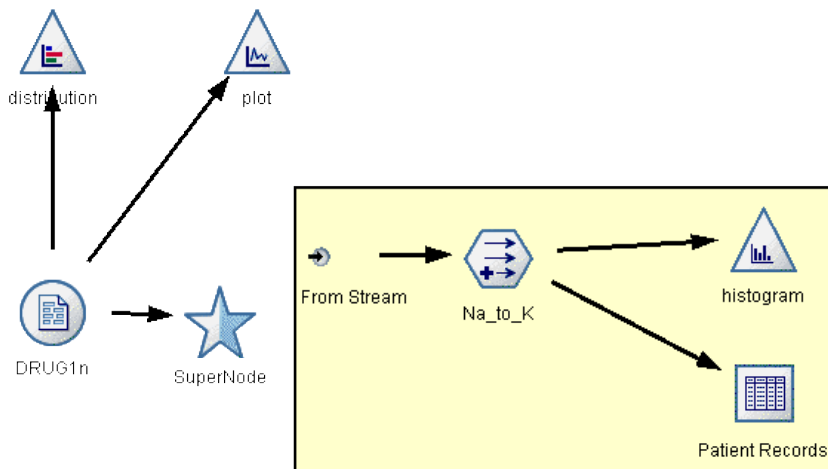 distribution
plot
From Stream
Na_to_K
histogram
DRUG1n
SuperNode
Patient Records